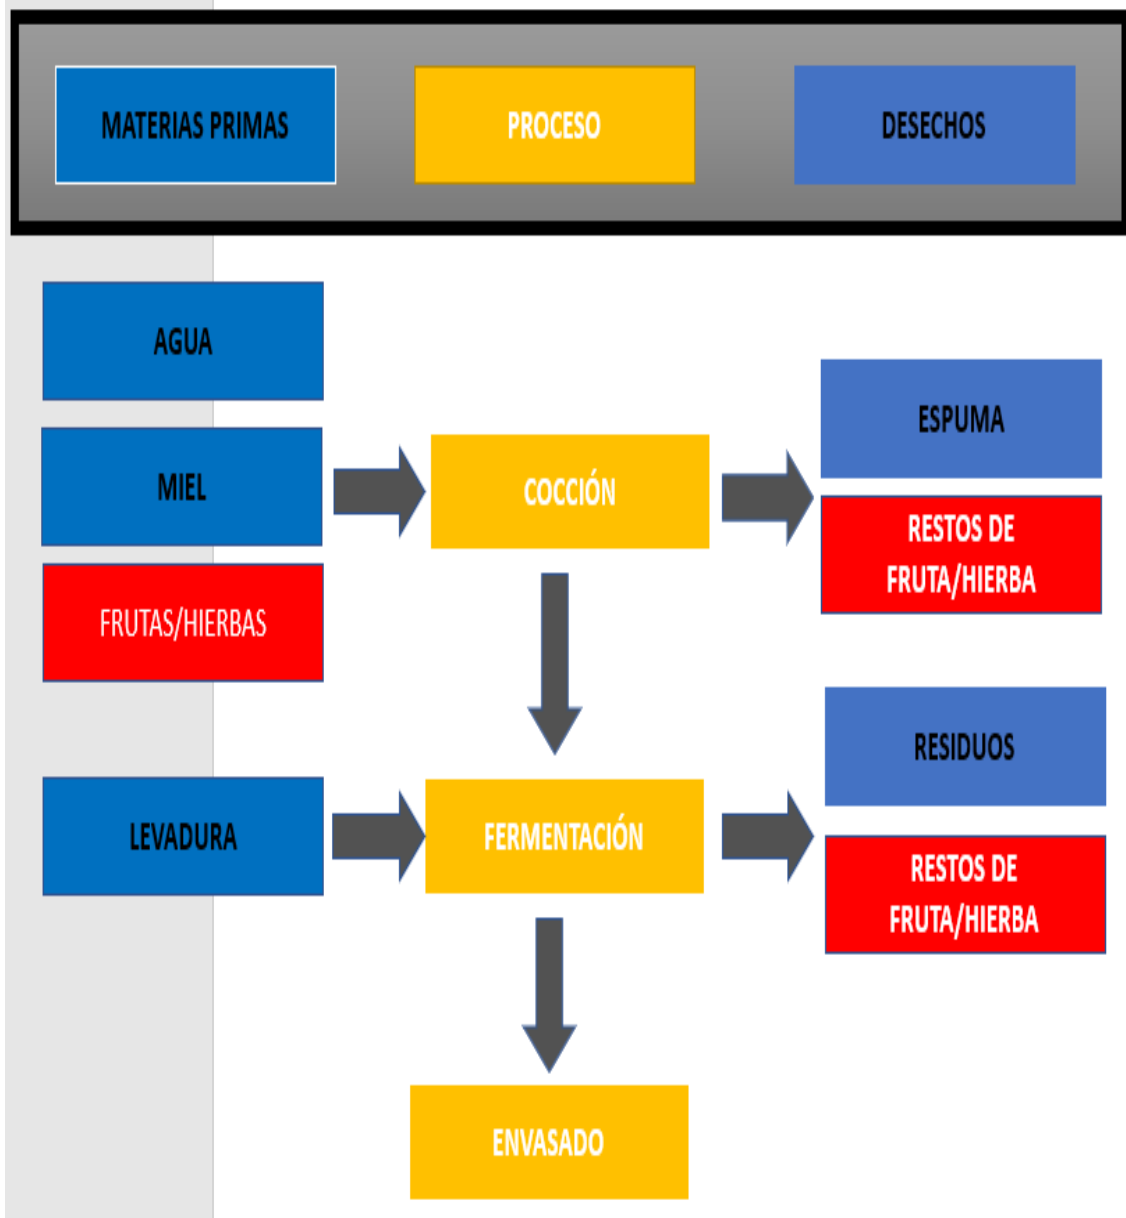 MATERIAS PRIMAS
PROCESO
DESECHOS
AGUA
MIEL
FRUTAS/HIERBAS
COCCIÓN
ESPUMA
RESTOS DE
FRUTA/HIERBA
LEVADURA
FERMENTACIÓN
RESIDUOS
RESTOS DE
FRUTA/HIERBA
ENVASADO